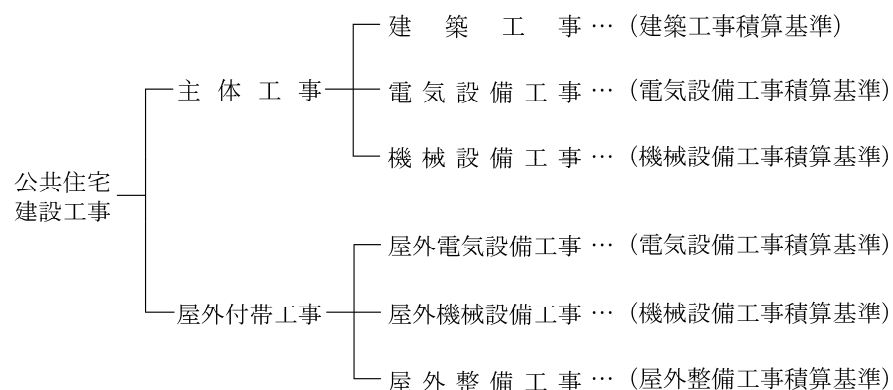 建築工事…(建築工事積算基準)
主体工事
電気設備工事…(電気設備工事積算基準)
機械設備工事…(機械設備工事積算基準)
公共住宅
建設工事
屋外電気設備工事…(電気設備工事積算基準)
屋外付帯工事
屋外機械設備工事…(機械設備工事積算基準)
屋外整備工事…(屋外整備工事積算基準)